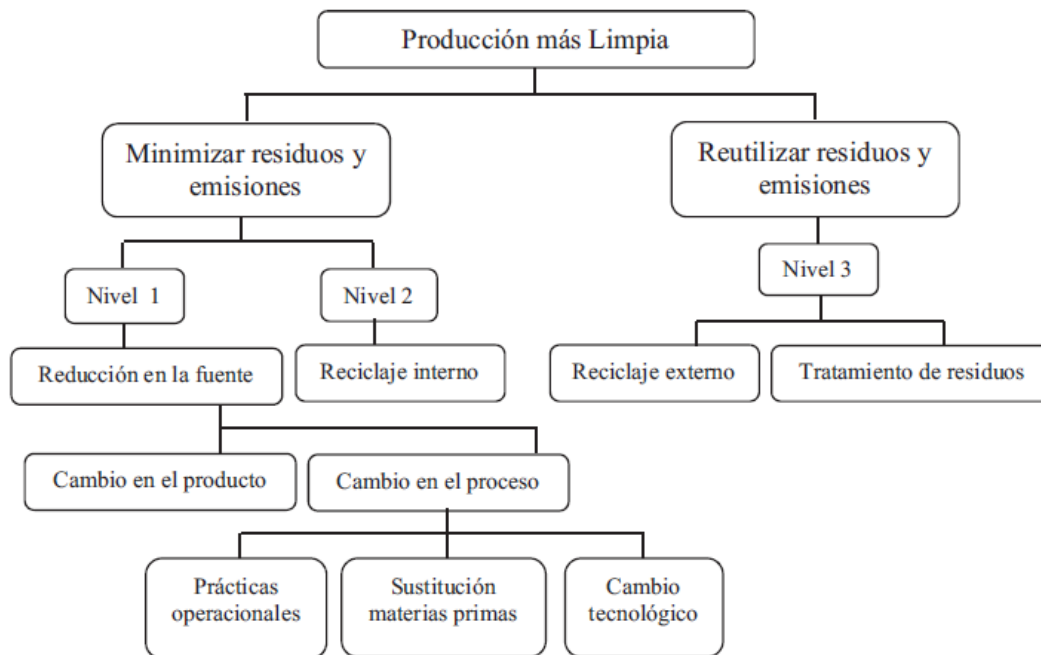 Producción más Limpia
Minimizar residuos y
emisiones
Reutilizar residuos y
emisiones
Nivel 1
Nivel 2
Nivel 3
Reducción en la fuente
Reciclaje interno
Reciclaje externo
Tratamiento de residuos
Cambio en el producto
Cambio en el proceso
Prácticas
operacionales
Sustitución
materias primas
Cambio
tecnológico